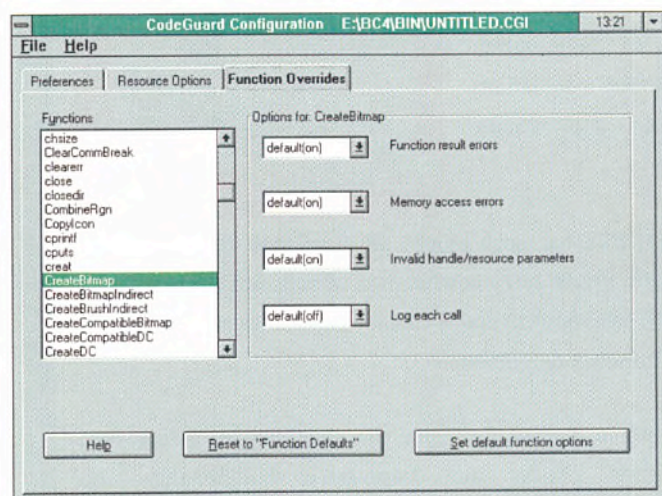 CodeGuard Configuration E:\BC4\BIN\UNTITLED.CGI 13:21
File Help
Preferences Resource Options Function Overrides
Functions
chsize
ClearCommBreak
clearerr
close
closedir
CombineRgn
CopyIcon
cprintf
cputs
creat
CreateBitmap
CreateBitmapIndirect
CreateBrushIndirect
CreateCompatibleBitmap
CreateCompatibleDC
CreateDC
Options for: CreateBitmap
default(on) Function result errors
default(on) Memory access errors
default(on) Invalid handle/resource parameters
default(off) Log each call
Help Reset to "Function Defaults" Set default function options